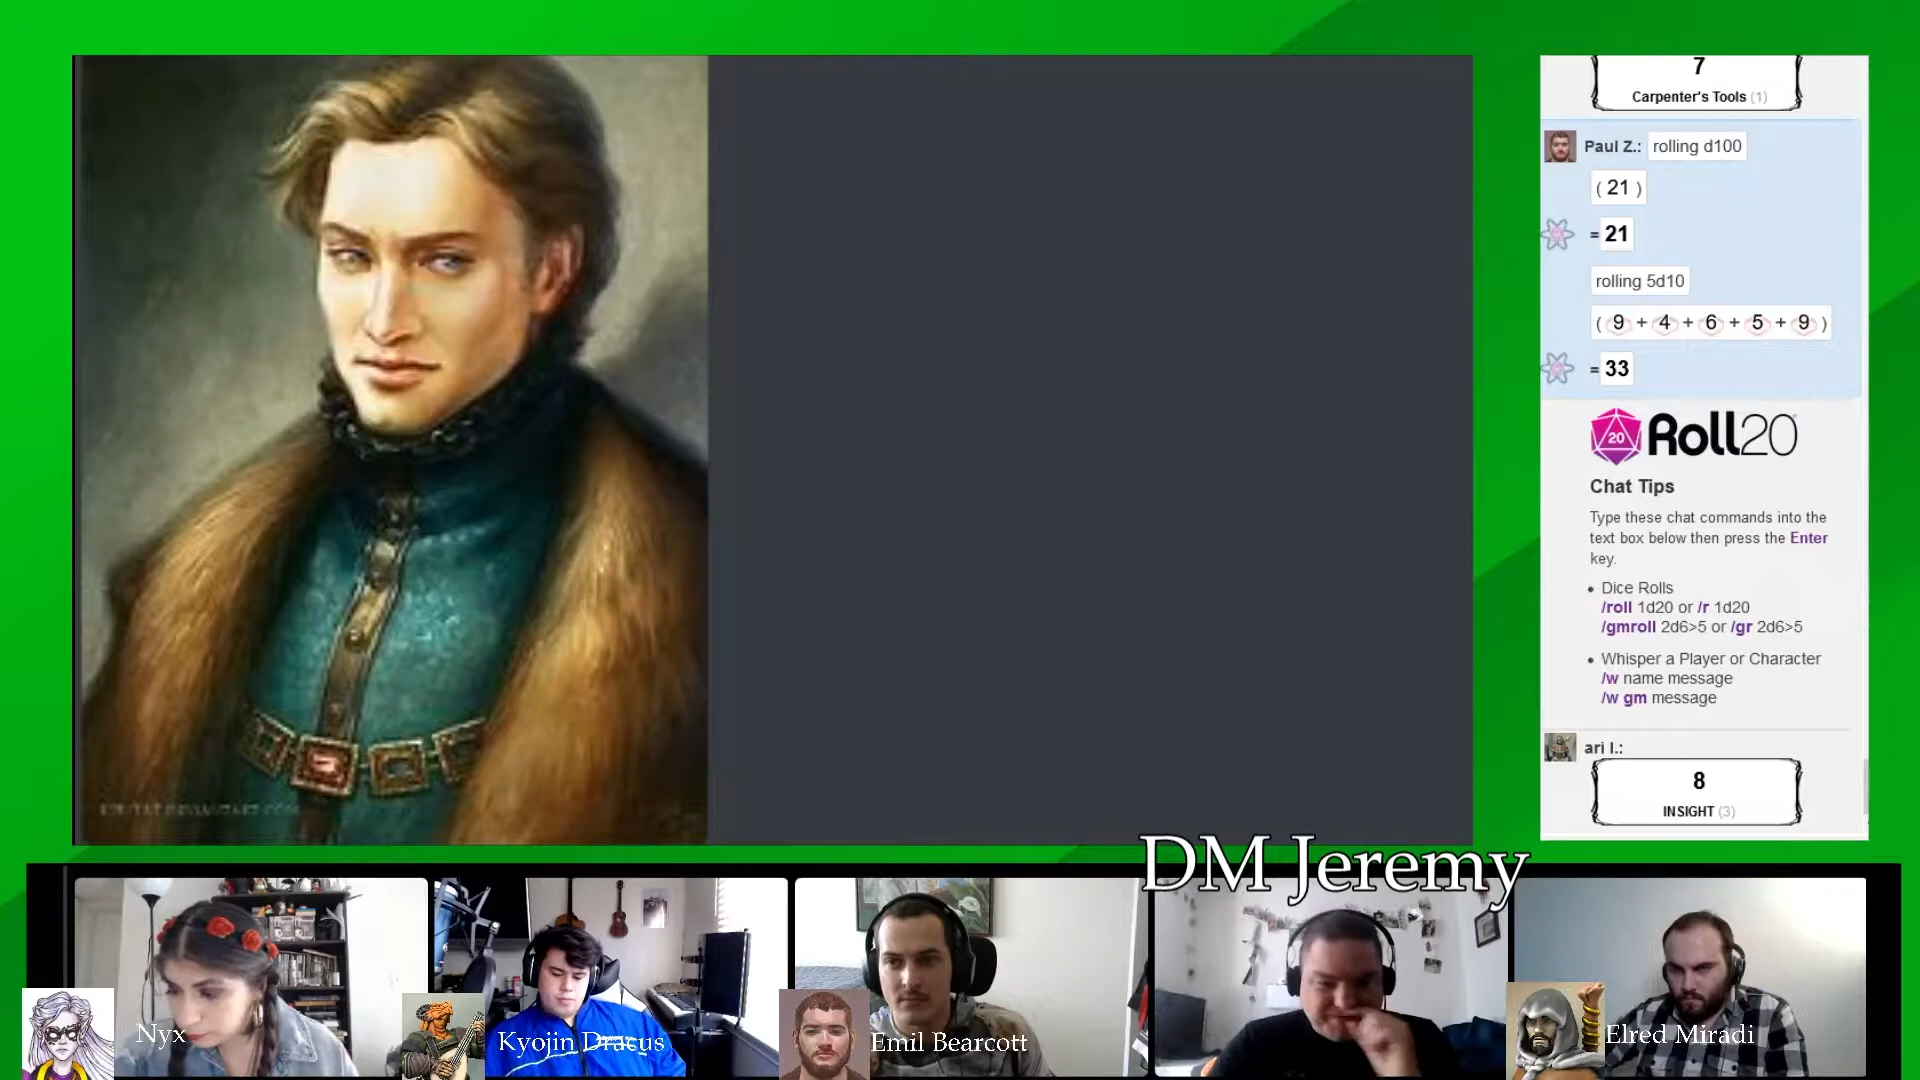 7
Carpenter's Tools (1)
Paul Z.: rolling d100
( 21 )
= 21
rolling 5d10
( 9 + 4 + 6 + 5 + 9 )
= 33
20 Roll20
Chat Tips
Type these chat commands into the
text box below then press the Enter
key.
• Dice Rolls
/roll 1d20 or /r 1d20
/gmroll 2d6>5 or /gr 2d6>5
• Whisper a Player or Character
/w name message
/w gm message
ari l.:
8
INSIGHT (3)
DM Jeremy
Nyx
Kyojin Dracus
Emil Bearcott
Elred Miradi